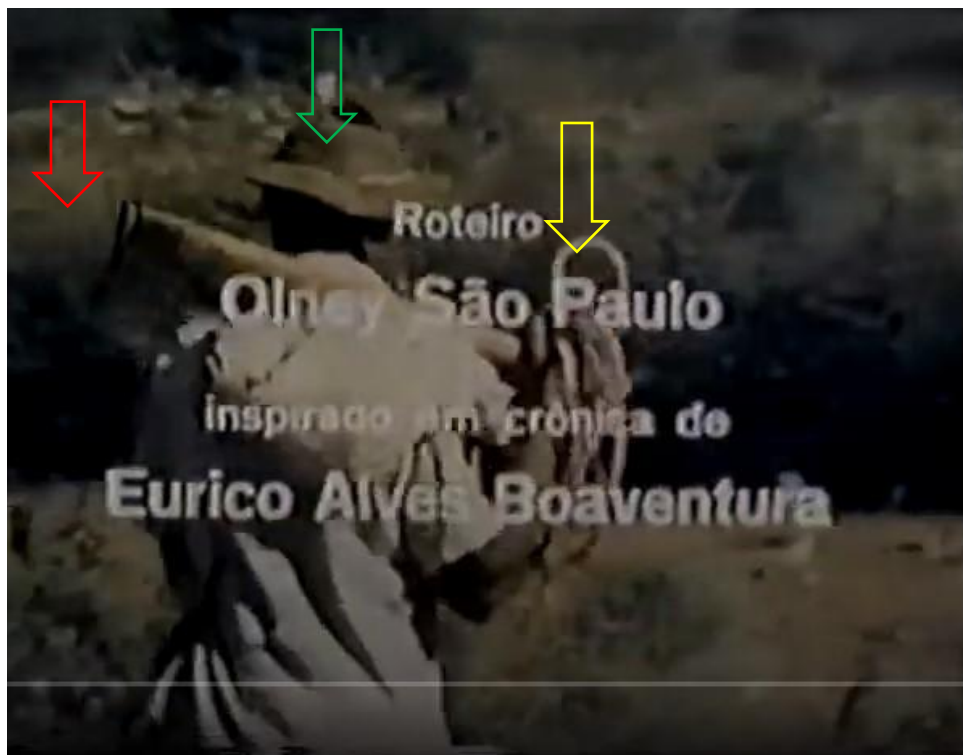 Roteiro
Olney São Paulo
inspirado em crônica de
Eurico Alves Boaventura